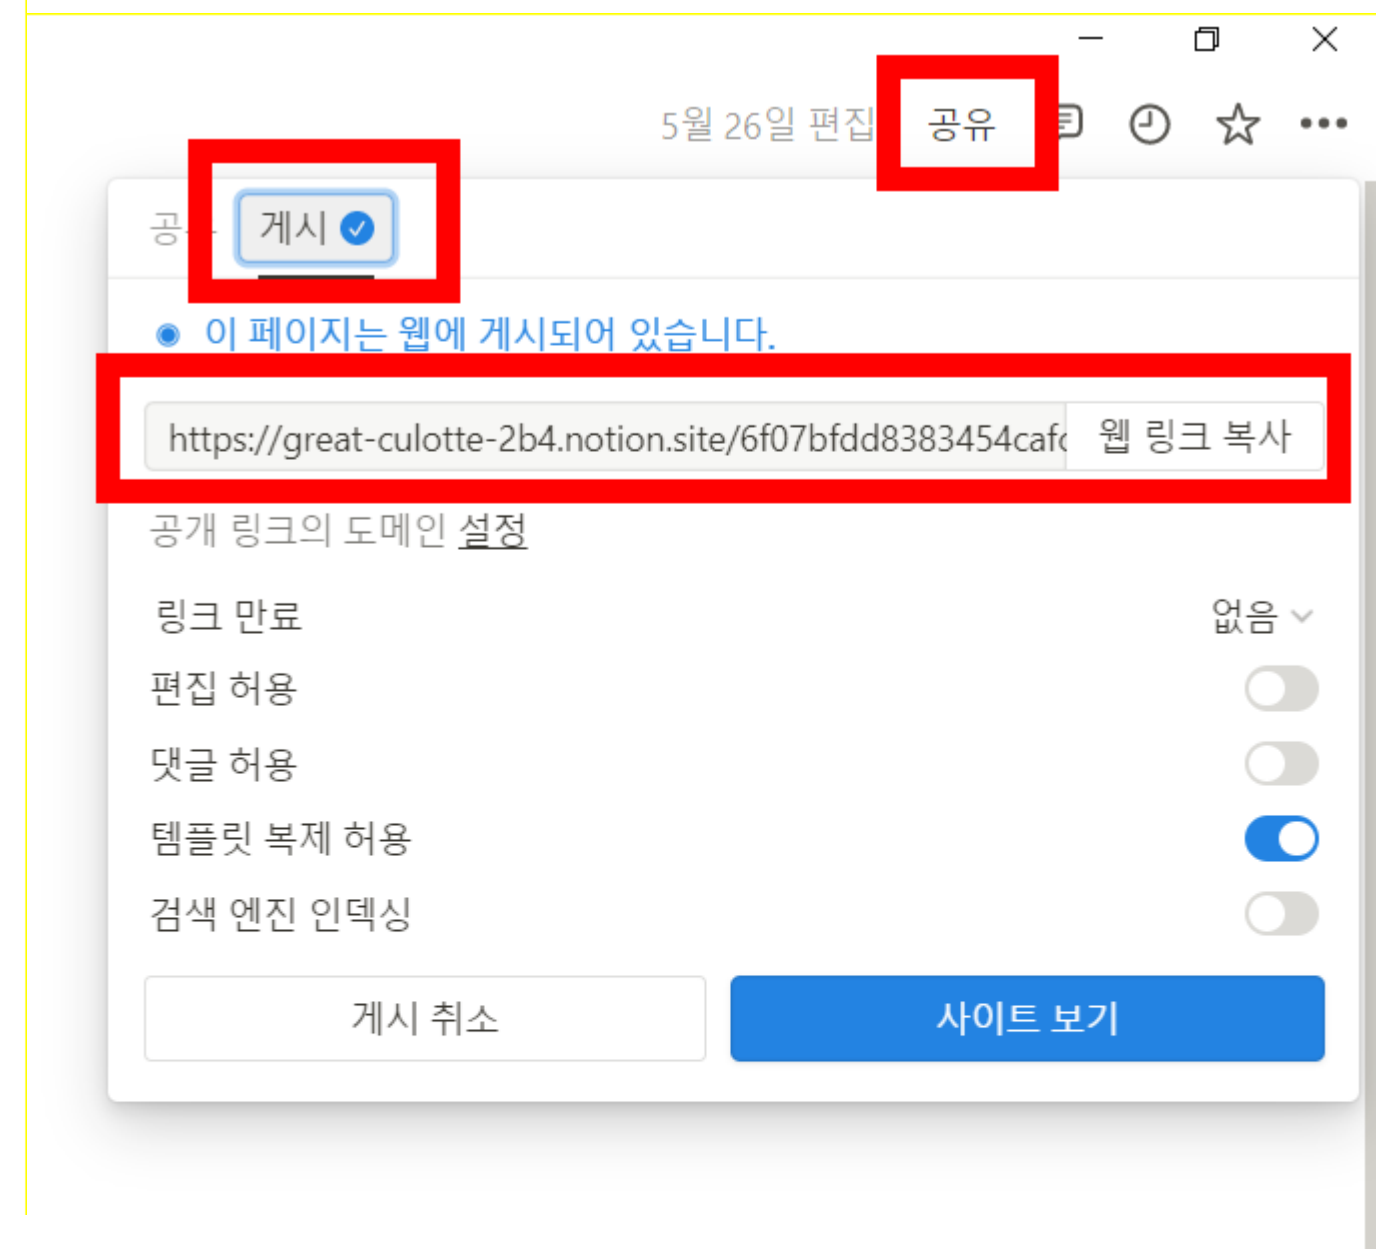 5월 26일 편집 공유
게시
이 페이지는 웹에 게시되어 있습니다.
https://great-culotte-2b4.notion.site/6f07bfdd8383454caf 웹 링크 복사
공개 링크의 도메인 설정
링크 만료 없음
편집 허용
댓글 허용
템플릿 복제 허용
검색 엔진 인덱싱
게시 취소 사이트 보기